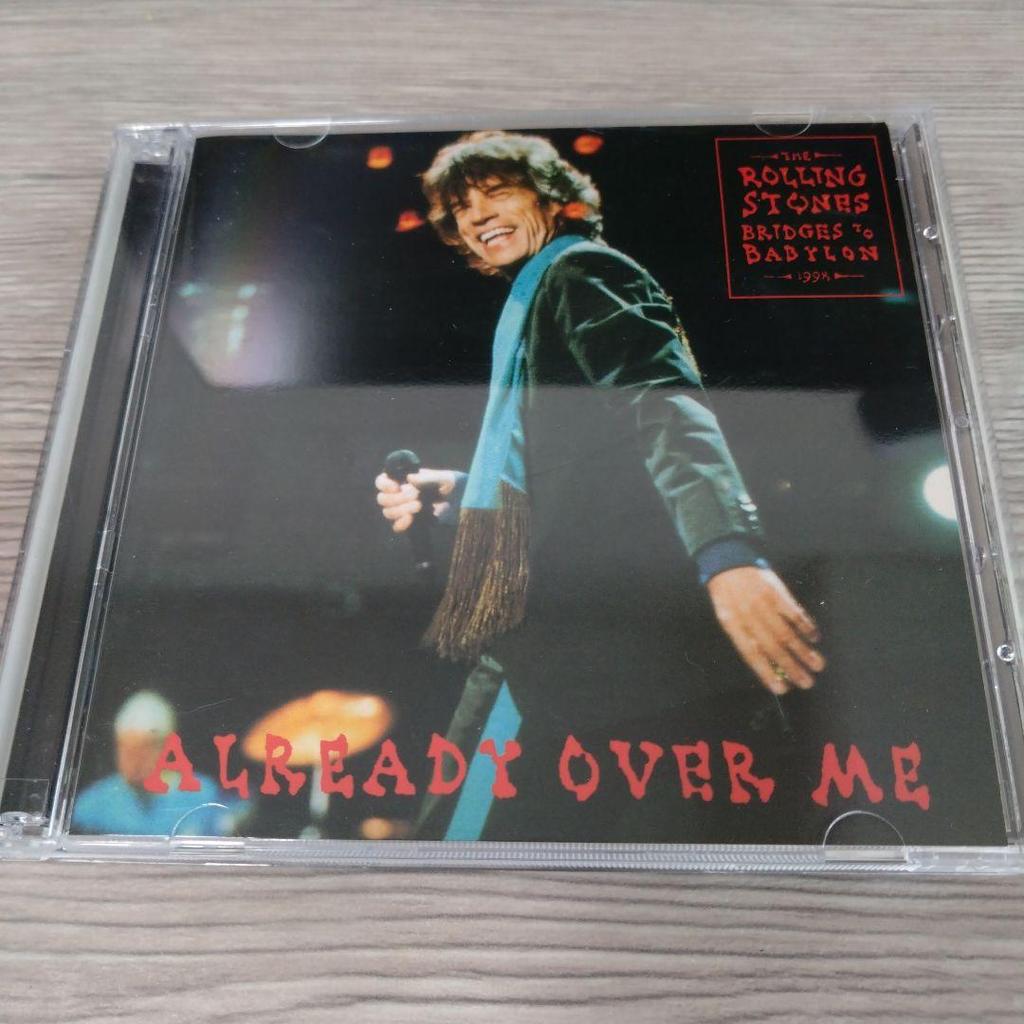 THE
ROLLING
STONES
BRIDGES TO
BABYLON
1998
ALREADY OVER ME